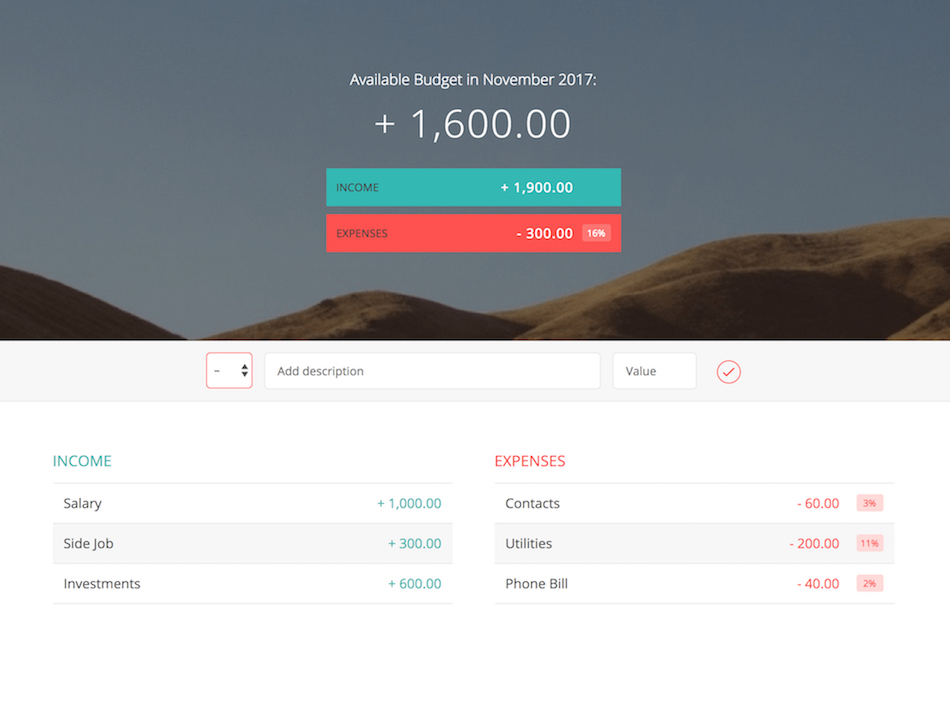 Available Budget in November 2017:
+ 1,600.00
INCOME + 1,900.00
EXPENSES - 300.00 16%
– Add description Value
INCOME
Salary + 1,000.00
Side Job + 300.00
Investments + 600.00
EXPENSES
Contacts - 60.00 3%
Utilities - 200.00 11%
Phone Bill - 40.00 2%